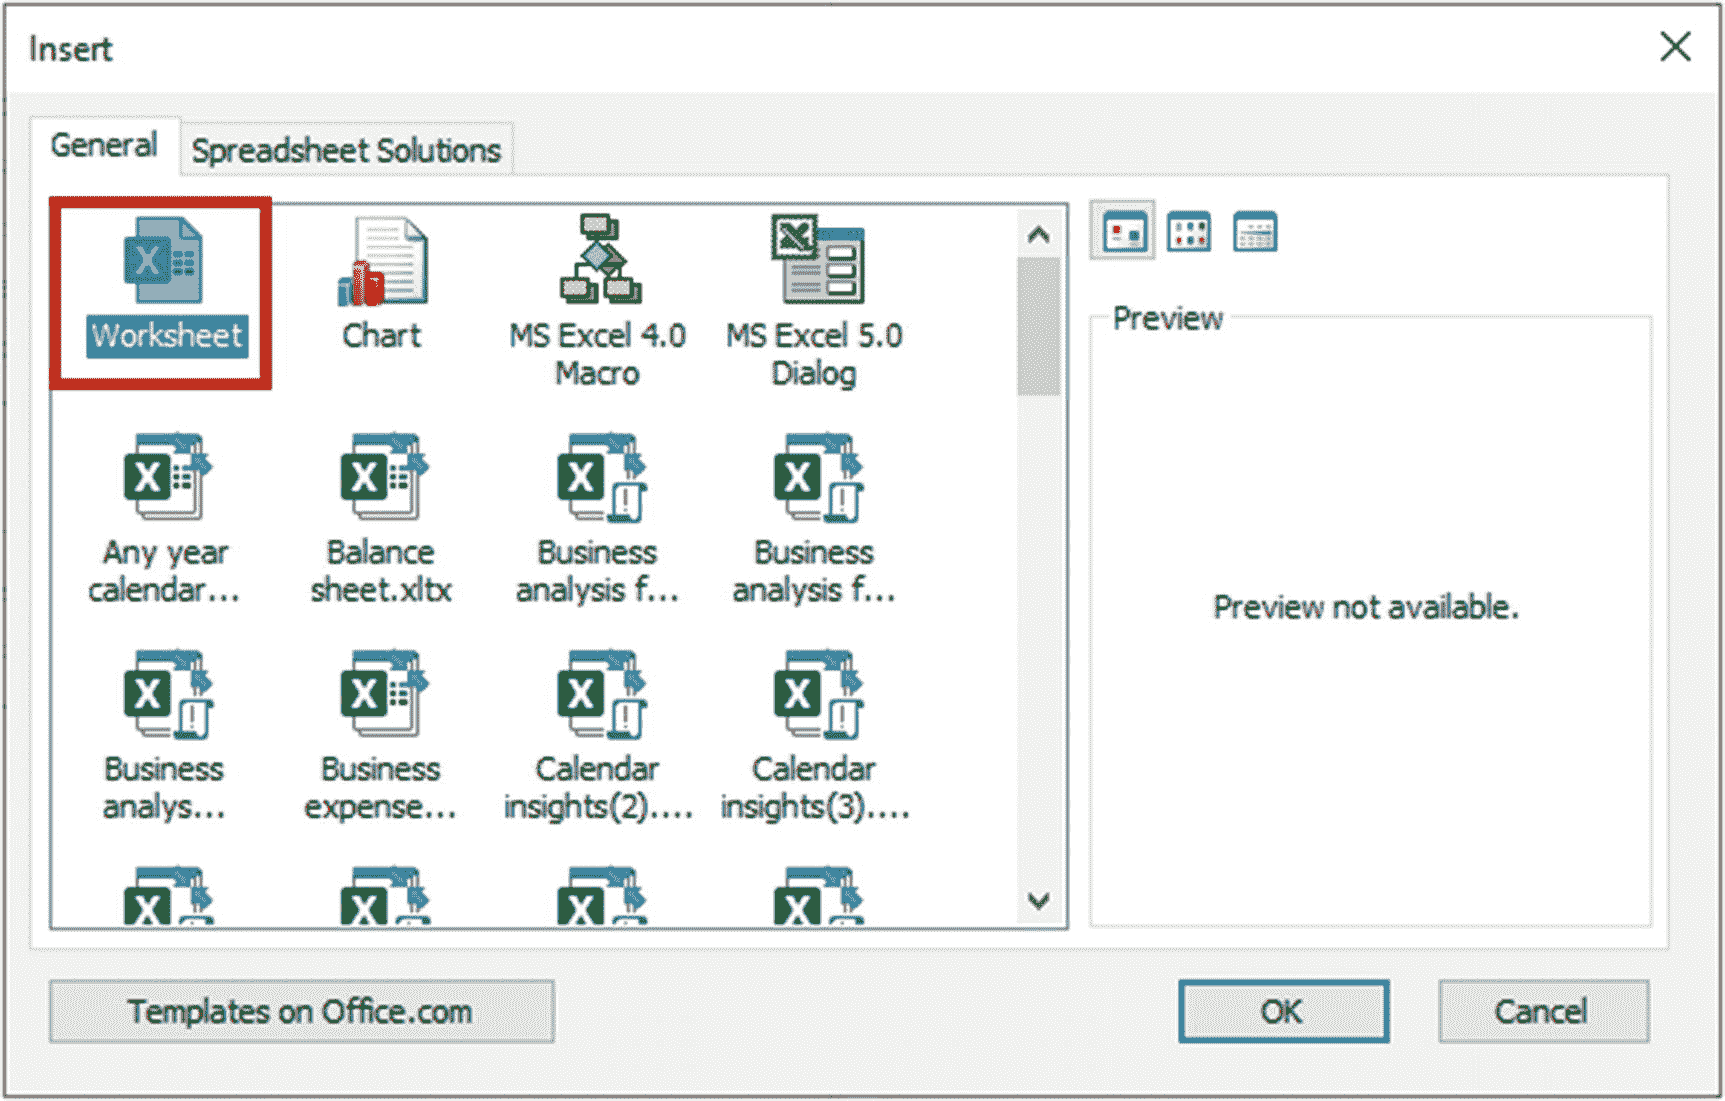 Insert
General
Spreadsheet Solutions
Worksheet
Chart
MS Excel 4.0
Macro
MS Excel 5.0
Dialog
Any year
calendar...
Balance
sheet.xltx
Business
analysis f...
Business
analysis f...
Business
analys...
Business
expense...
Calendar
insights(2)....
Calendar
insights(3)....
Preview
Preview not available.
Templates on Office.com
OK
Cancel